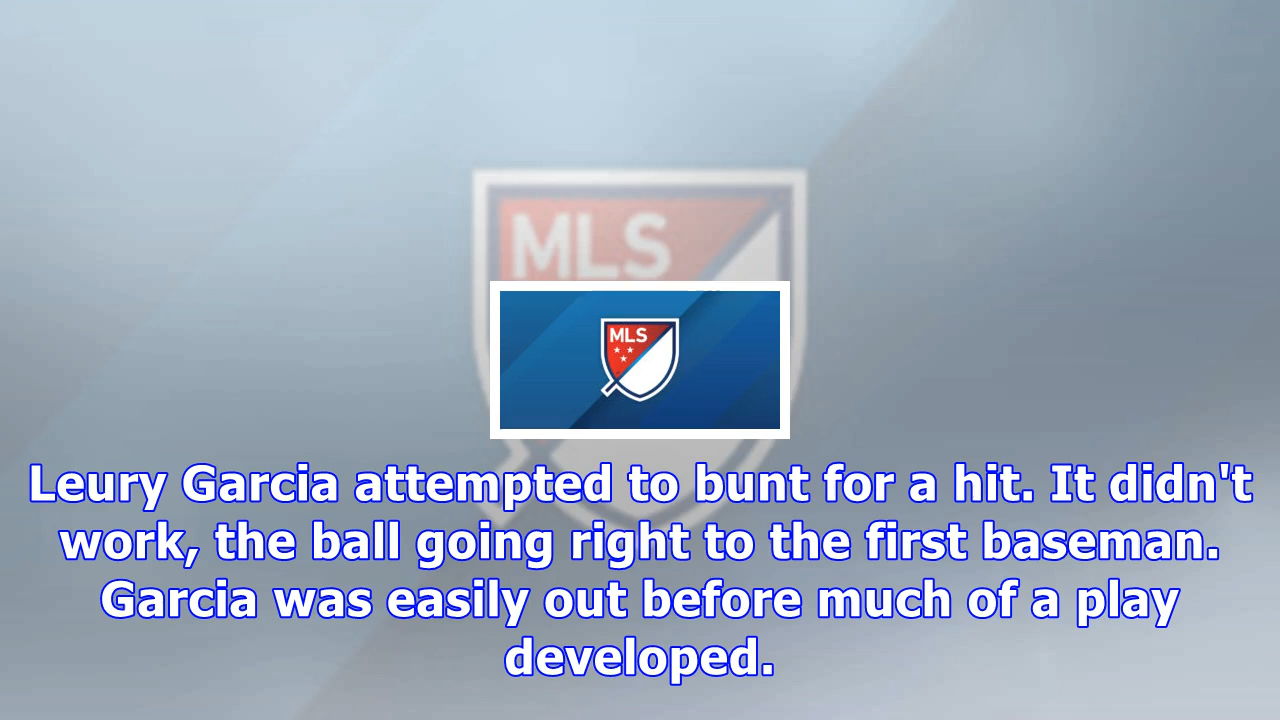 MLS
MLS
Leury Garcia attempted to bunt for a hit. It didn't
work, the ball going right to the first baseman.
Garcia was easily out before much of a play
developed.